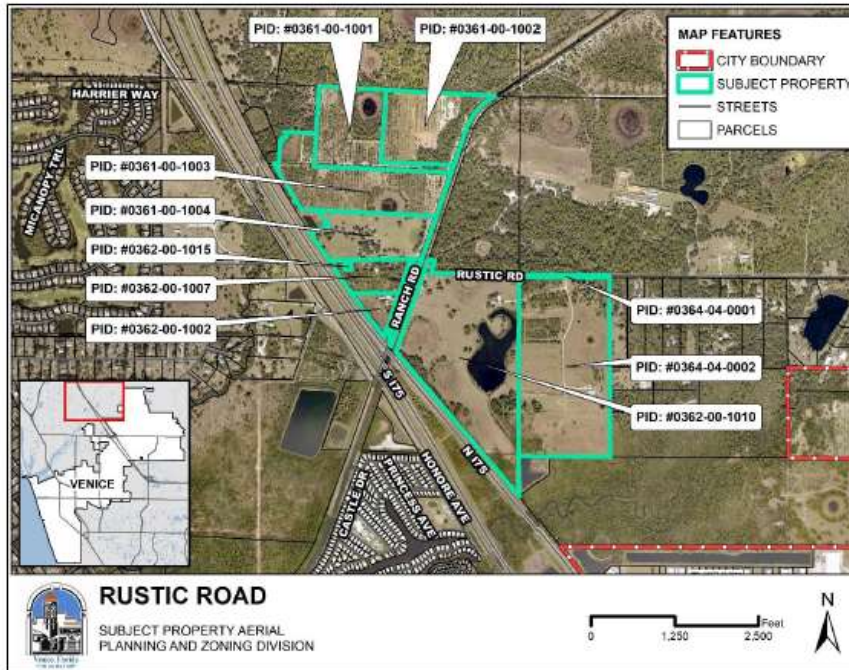 PID: #0361-00-1001
PID: #0361-00-1002
MAP FEATURES
CITY BOUNDARY
SUBJECT PROPERTY
STREETS
PARCELS
HARRIER WAY
MICANOPY TRL
PID: #0361-00-1003
PID: #0361-00-1004
PID: #0362-00-1015
PID: #0362-00-1007
PID: #0362-00-1002
RANCH RD
RUSTIC RD
PID: #0364-04-0001
PID: #0364-04-0002
PID: #0362-00-1010
S I75
N I75
CASTLE DR
PRINCESS AVE
HONORE AVE
VENICE
RUSTIC ROAD
SUBJECT PROPERTY AERIAL
PLANNING AND ZONING DIVISION
Venice, Florida
Feet
0 1,250 2,500
N